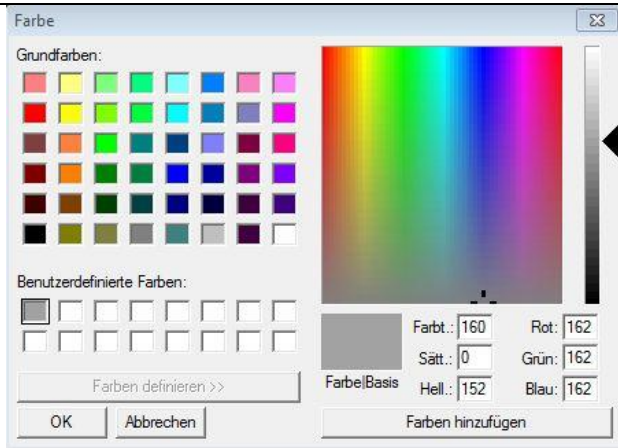 Farbe
Grundfarben:
Benutzerdefinierte Farben:
Farben definieren >>
OK
Abbrechen
Farbe|Basis
Farbt.: 160
Sätt.: 0
Hell.: 152
Rot: 162
Grün: 162
Blau: 162
Farben hinzufügen